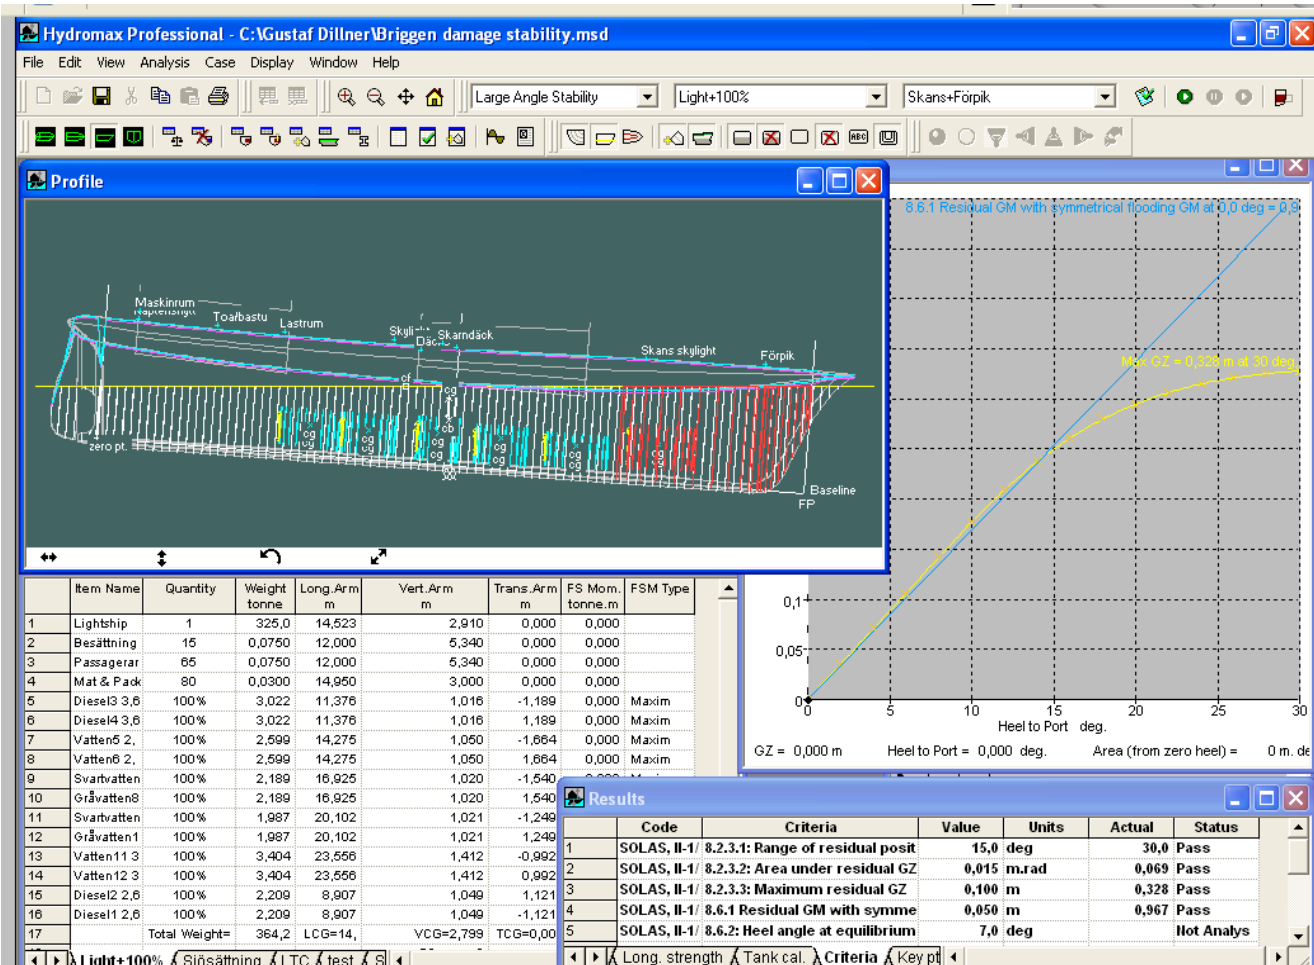 Hydromax Professional - C:\Gustaf Dillner\Briggen damage stability.msd
File Edit View Analysis Case Display Window Help
Large Angle Stability Light+100% Skans+Förpik
ABC
Profile
8.6.1 Residual GM with symmetrical flooding GM at 0,0 deg = 0,9
Max GZ = 0,328 m at 30 deg.
Maskinrum
Toa/bastu
Lastrum
Skarndäck
Skans skylight
Förpik
cf
cg
cb
cg
cg
cg
cg
cg
cg
zero pt.
Baseline
FP
0,1
0,05
0
0 5 10 15 20 25 30
Heel to Port deg.
GZ = 0,000 m Heel to Port = 0,000 deg. Area (from zero heel) = 0 m. de
Item Name Quantity Weight tonne Long.Arm m Vert.Arm m Trans.Arm m FS Mom. tonne.m FSM Type
1 Lightship 1 325,0 14,523 2,910 0,000 0,000
2 Besättning 15 0,0750 12,000 5,340 0,000 0,000
3 Passagerar 65 0,0750 12,000 5,340 0,000 0,000
4 Mat & Pack 80 0,0300 14,950 3,000 0,000 0,000
5 Diesel3 3,6 100% 3,022 11,376 1,016 -1,189 0,000 Maxim
6 Diesel4 3,6 100% 3,022 11,376 1,016 1,189 0,000 Maxim
7 Vatten5 2, 100% 2,599 14,275 1,050 -1,664 0,000 Maxim
8 Vatten6 2, 100% 2,599 14,275 1,050 1,664 0,000 Maxim
9 Svartvatten 100% 2,189 16,925 1,020 -1,540
10 Gråvatten8 100% 2,189 16,925 1,020 1,540
11 Svartvatten 100% 1,987 20,102 1,021 -1,249
12 Gråvatten1 100% 1,987 20,102 1,021 1,249
13 Vatten11 3 100% 3,404 23,556 1,412 -0,992
14 Vatten12 3 100% 3,404 23,556 1,412 0,992
15 Diesel2 2,6 100% 2,209 8,907 1,049 1,121
16 Diesel1 2,6 100% 2,209 8,907 1,049 -1,121
17 Total Weight= 364,2 LCG=14, VCG=2,799 TCG=0,00
Light+100% Sjösättning LTC test S
Results
Code Criteria Value Units Actual Status
1 SOLAS, II-1/ 8.2.3.1: Range of residual posit 15,0 deg 30,0 Pass
2 SOLAS, II-1/ 8.2.3.2: Area under residual GZ 0,015 m.rad 0,069 Pass
3 SOLAS, II-1/ 8.2.3.3: Maximum residual GZ 0,100 m 0,328 Pass
4 SOLAS, II-1/ 8.6.1 Residual GM with symme 0,050 m 0,967 Pass
5 SOLAS, II-1/ 8.6.2: Heel angle at equilibrium 7,0 deg Not Analys
Long. strength Tank cal. Criteria Key pt